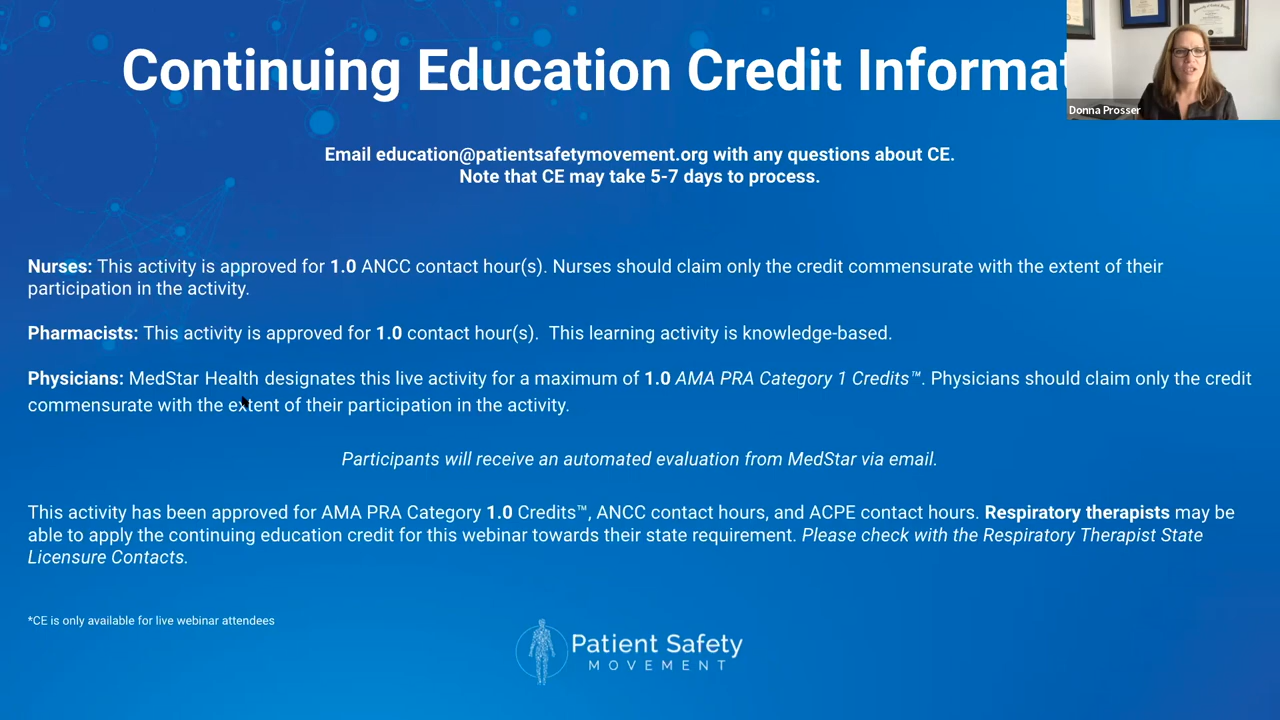 Continuing Education Credit Informat
Donna Prosser
Email education@patientsafetymovement.org with any questions about CE.
Note that CE may take 5-7 days to process.
Nurses: This activity is approved for 1.0 ANCC contact hour(s). Nurses should claim only the credit commensurate with the extent of their
participation in the activity.
Pharmacists: This activity is approved for 1.0 contact hour(s). This learning activity is knowledge-based.
Physicians: MedStar Health designates this live activity for a maximum of 1.0 AMA PRA Category 1 Credits™. Physicians should claim only the credit
commensurate with the extent of their participation in the activity.
Participants will receive an automated evaluation from MedStar via email.
This activity has been approved for AMA PRA Category 1.0 Credits™, ANCC contact hours, and ACPE contact hours. Respiratory therapists may be
able to apply the continuing education credit for this webinar towards their state requirement. Please check with the Respiratory Therapist State
Licensure Contacts.
*CE is only available for live webinar attendees
Patient Safety
MOVEMENT